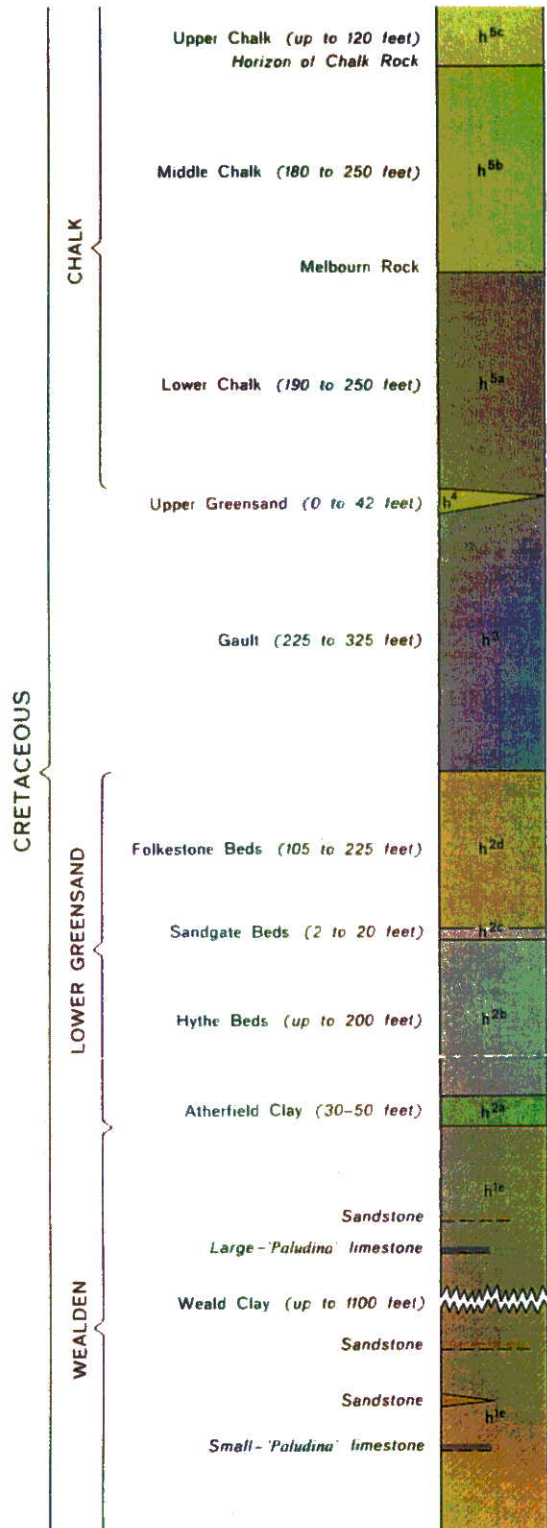 Upper Chalk (up to 120 feet)
h5c
Horizon of Chalk Rock
Middle Chalk (180 to 250 feet)
h5b
CHALK
Melbourn Rock
Lower Chalk (190 to 250 feet)
h5a
Upper Greensand (0 to 42 feet)
h4
Gault (225 to 325 feet)
h3
CRETACEOUS
Folkestone Beds (105 to 225 feet)
h2d
LOWER GREENSAND
Sandgate Beds (2 to 20 feet)
h2c
Hythe Beds (up to 200 feet)
h2b
Atherfield Clay (30-50 feet)
h2a
h1e
Sandstone
Large-'Paludina' limestone
WEALDEN
Weald Clay (up to 1100 feet)
Sandstone
Sandstone
h1e
Small-'Paludina' limestone